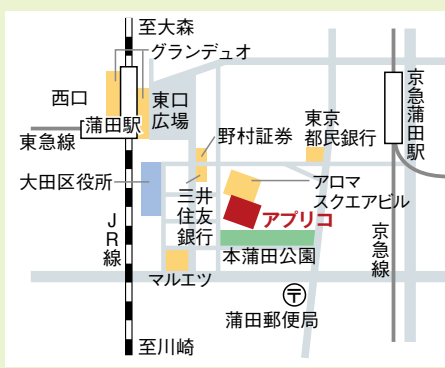 至大森
グランデュオ
西口
東口
広場
蒲田駅
東急線
野村証券
東京
都民銀行
京急蒲田駅
大田区役所
三井
住友
銀行
アロマ
スクエアビル
アプリコ
JR線
本蒲田公園
京急線
マルエツ
〒
蒲田郵便局
至川崎